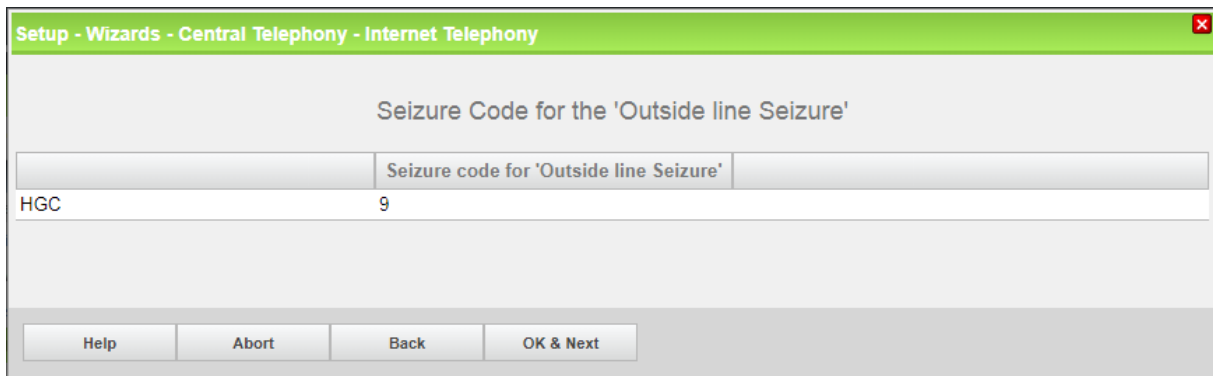 Setup - Wizards - Central Telephony - Internet Telephony
Seizure Code for the 'Outside line Seizure'
Seizure code for 'Outside line Seizure'
HGC 9
Help Abort Back OK & Next